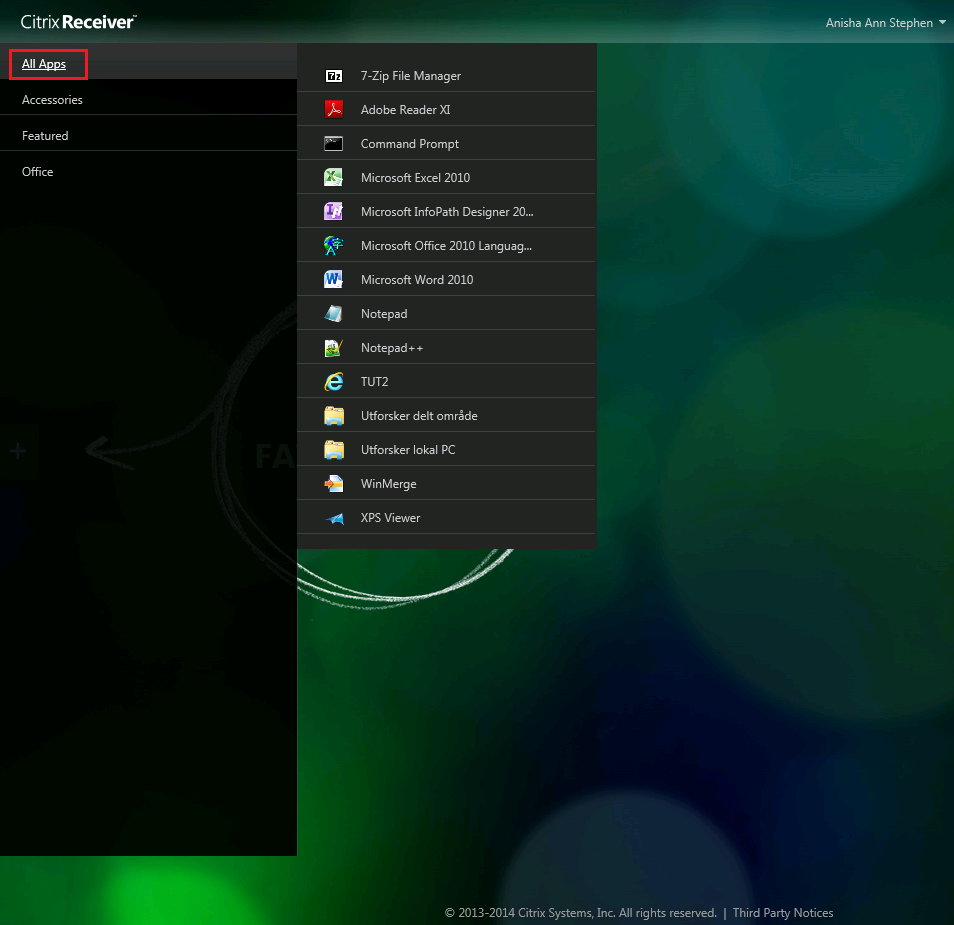 Citrix Receiver™
Anisha Ann Stephen
All Apps
Accessories
Featured
Office
7-Zip File Manager
Adobe Reader XI
Command Prompt
Microsoft Excel 2010
Microsoft InfoPath Designer 20...
Microsoft Office 2010 Languag...
Microsoft Word 2010
Notepad
Notepad++
TUT2
Utforsker delt område
Utforsker lokal PC
WinMerge
XPS Viewer
FA
© 2013-2014 Citrix Systems, Inc. All rights reserved. | Third Party Notices